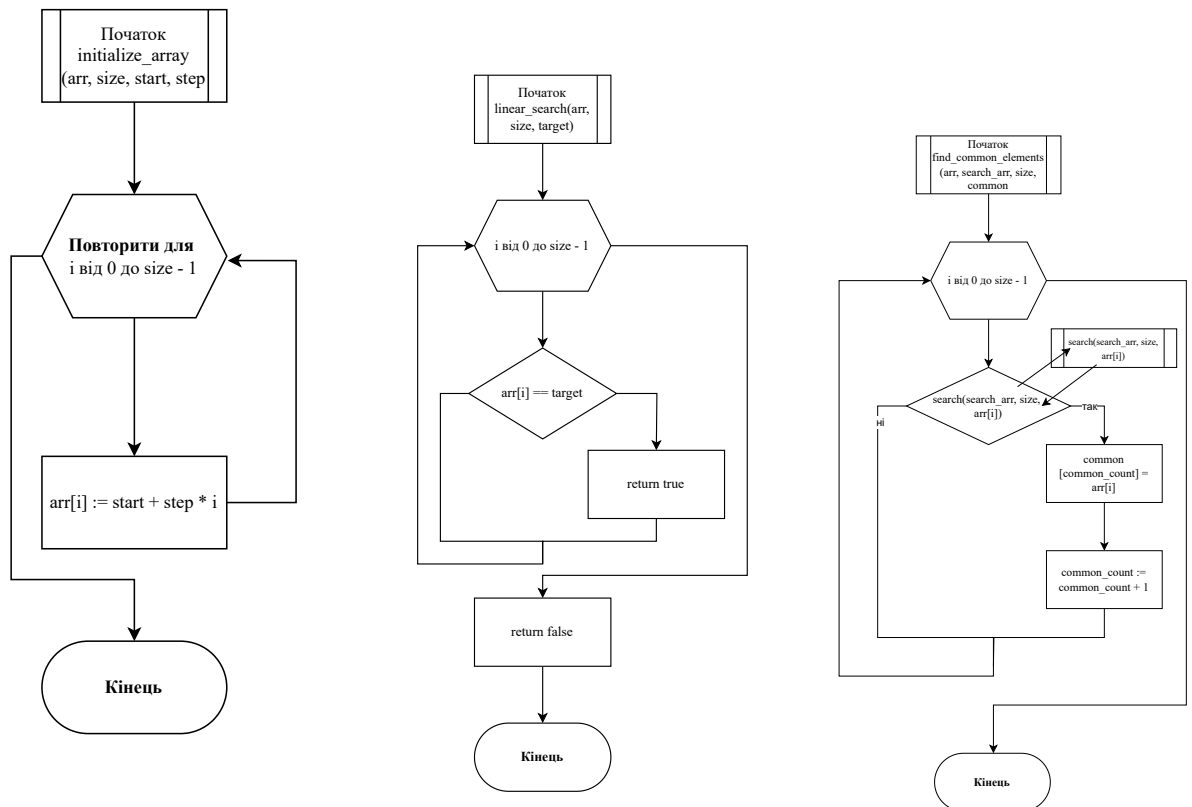 Початок
initialize_array
(arr, size, start, step
Повторити для
і від 0 до size - 1
arr[i] := start + step * i
Кінець
Початок
linear_search(arr,
size, target)
і від 0 до size - 1
arr[i] == target
return true
return false
Кінець
Початок
find_common_elements
(arr, search_arr, size,
common
і від 0 до size - 1
search(search_arr, size,
arr[i])
search(search_arr, size,
arr[i])
ні
так
common
[common_count] =
arr[i]
common_count :=
common_count + 1
Кінець